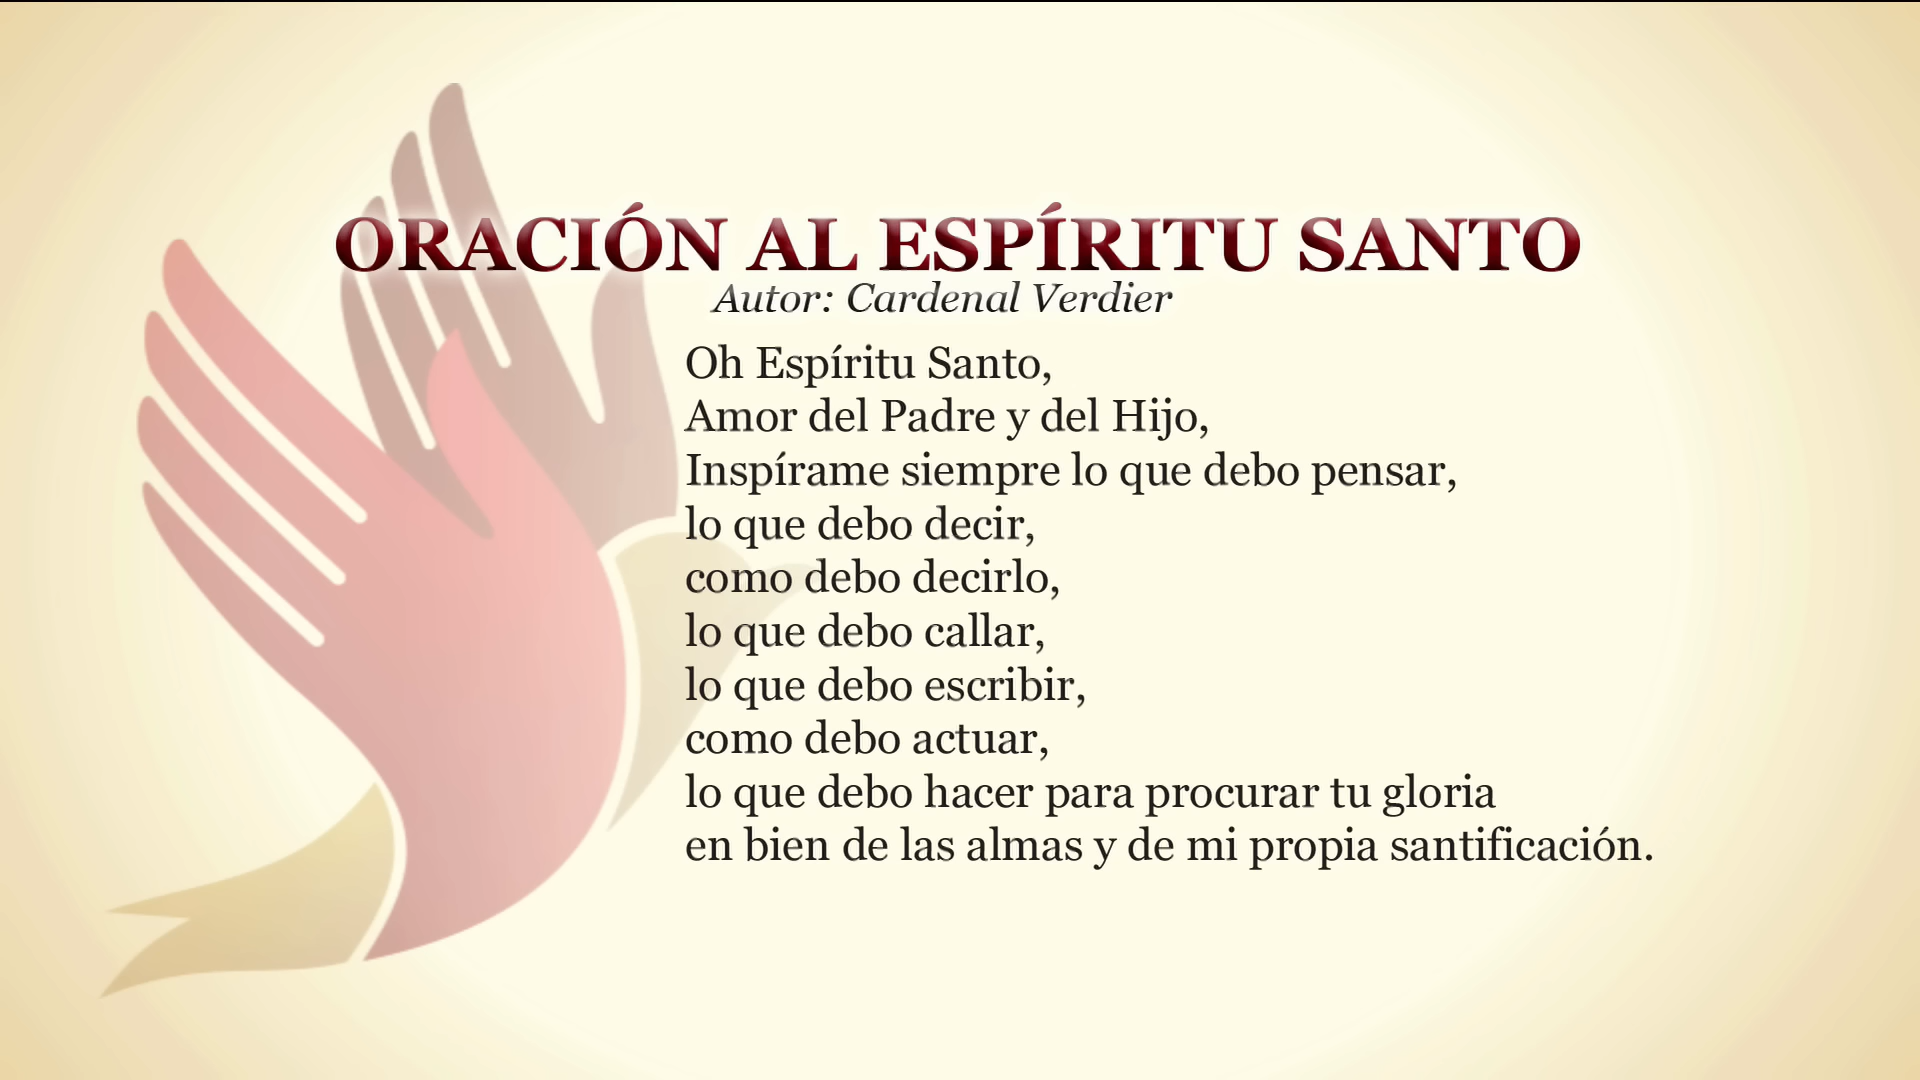 ORACIÓN AL ESPÍRITU SANTO
Autor: Cardenal Verdier
Oh Espíritu Santo,
Amor del Padre y del Hijo,
Inspírame siempre lo que debo pensar,
lo que debo decir,
como debo decirlo,
lo que debo callar,
lo que debo escribir,
como debo actuar,
lo que debo hacer para procurar tu gloria
en bien de las almas y de mi propia santificación.